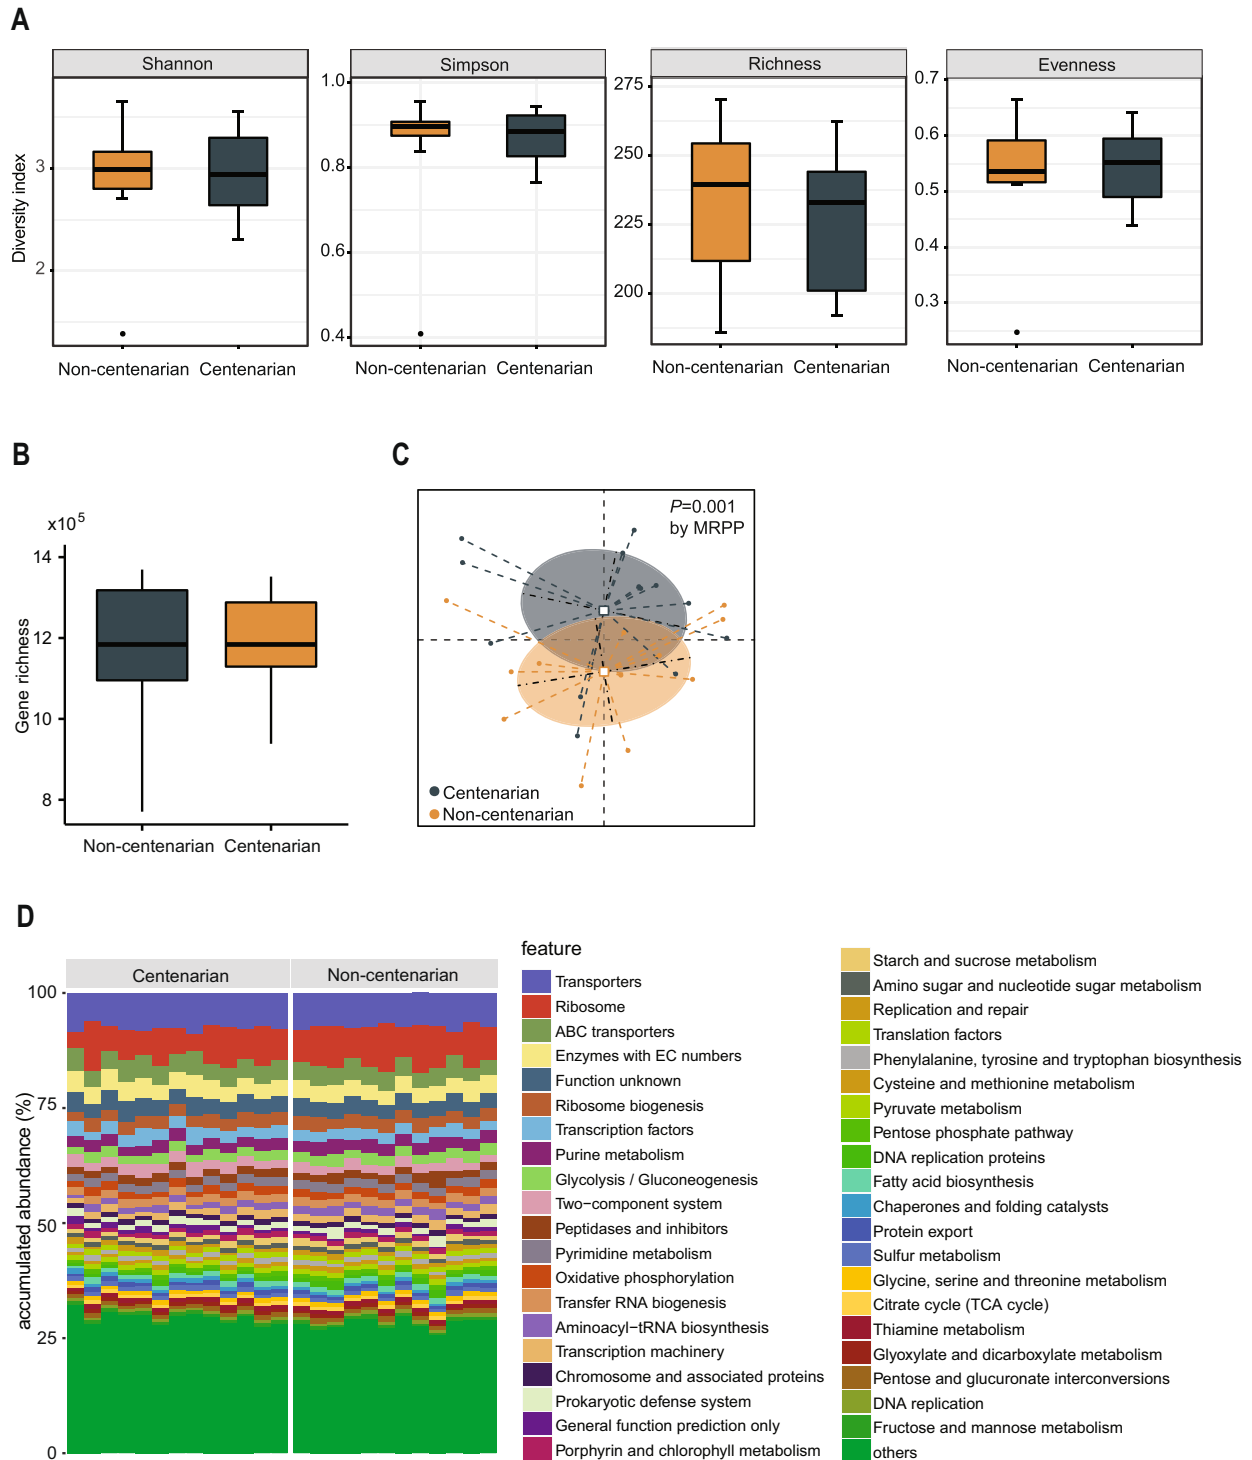 A
Shannon
Simpson
Richness
Evenness
Diversity index
3
2
1.0
0.8
0.6
0.4
275
250
225
200
0.7
0.6
0.5
0.4
0.3
Non-centenarian Centenarian
Non-centenarian Centenarian
Non-centenarian Centenarian
Non-centenarian Centenarian
B
x10⁵
Gene richness
14
12
10
8
Non-centenarian Centenarian
C
P=0.001
by MRPP
Centenarian
Non-centenarian
D
Centenarian
Non-centenarian
accumulated abundance (%)
100
75
50
25
0
feature
Transporters
Ribosome
ABC transporters
Enzymes with EC numbers
Function unknown
Ribosome biogenesis
Transcription factors
Purine metabolism
Glycolysis / Gluconeogenesis
Two−component system
Peptidases and inhibitors
Pyrimidine metabolism
Oxidative phosphorylation
Transfer RNA biogenesis
Aminoacyl−tRNA biosynthesis
Transcription machinery
Chromosome and associated proteins
Prokaryotic defense system
General function prediction only
Porphyrin and chlorophyll metabolism
Starch and sucrose metabolism
Amino sugar and nucleotide sugar metabolism
Replication and repair
Translation factors
Phenylalanine, tyrosine and tryptophan biosynthesis
Cysteine and methionine metabolism
Pyruvate metabolism
Pentose phosphate pathway
DNA replication proteins
Fatty acid biosynthesis
Chaperones and folding catalysts
Protein export
Sulfur metabolism
Glycine, serine and threonine metabolism
Citrate cycle (TCA cycle)
Thiamine metabolism
Glyoxylate and dicarboxylate metabolism
Pentose and glucuronate interconversions
DNA replication
Fructose and mannose metabolism
others